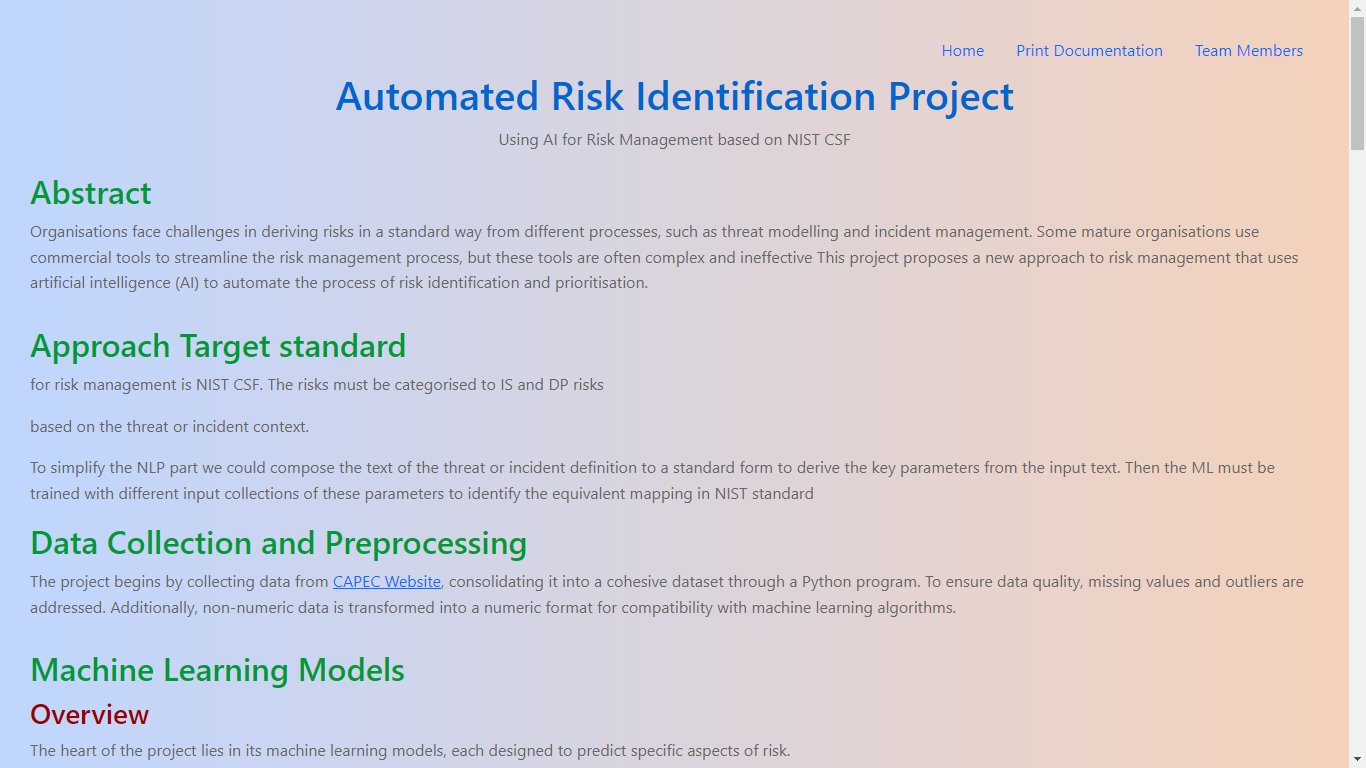 Home Print Documentation Team Members
Automated Risk Identification Project
Using AI for Risk Management based on NIST CSF
Abstract
Organisations face challenges in deriving risks in a standard way from different processes, such as threat modelling and incident management. Some mature organisations use
commercial tools to streamline the risk management process, but these tools are often complex and ineffective This project proposes a new approach to risk management that uses
artificial intelligence (AI) to automate the process of risk identification and prioritisation.
Approach Target standard
for risk management is NIST CSF. The risks must be categorised to IS and DP risks
based on the threat or incident context.
To simplify the NLP part we could compose the text of the threat or incident definition to a standard form to derive the key parameters from the input text. Then the ML must be
trained with different input collections of these parameters to identify the equivalent mapping in NIST standard
Data Collection and Preprocessing
The project begins by collecting data from CAPEC Website, consolidating it into a cohesive dataset through a Python program. To ensure data quality, missing values and outliers are
addressed. Additionally, non-numeric data is transformed into a numeric format for compatibility with machine learning algorithms.
Machine Learning Models
Overview
The heart of the project lies in its machine learning models, each designed to predict specific aspects of risk.